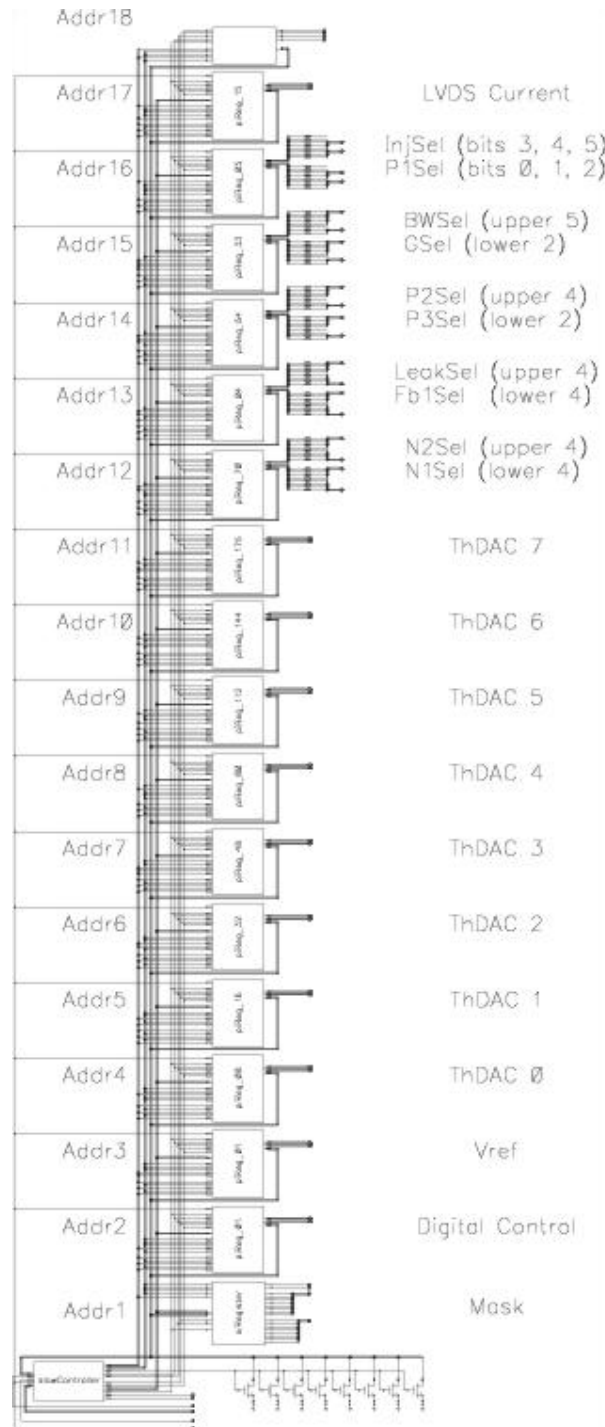 Addr18
Addr17 LVDS Current
InjSel (bits 3, 4, 5)
Addr16 P1Sel (bits 0, 1, 2)
BWSel (upper 5)
Addr15 GSel (lower 2)
P2Sel (upper 4)
Addr14 P3Sel (lower 2)
LeakSel (upper 4)
Addr13 Fb1Sel (lower 4)
N2Sel (upper 4)
Addr12 N1Sel (lower 4)
Addr11 ThDAC 7
Addr10 ThDAC 6
Addr9 ThDAC 5
Addr8 ThDAC 4
Addr7 ThDAC 3
Addr6 ThDAC 2
Addr5 ThDAC 1
Addr4 ThDAC 0
Addr3 Vref
Addr2 Digital Control
Addr1 Mask